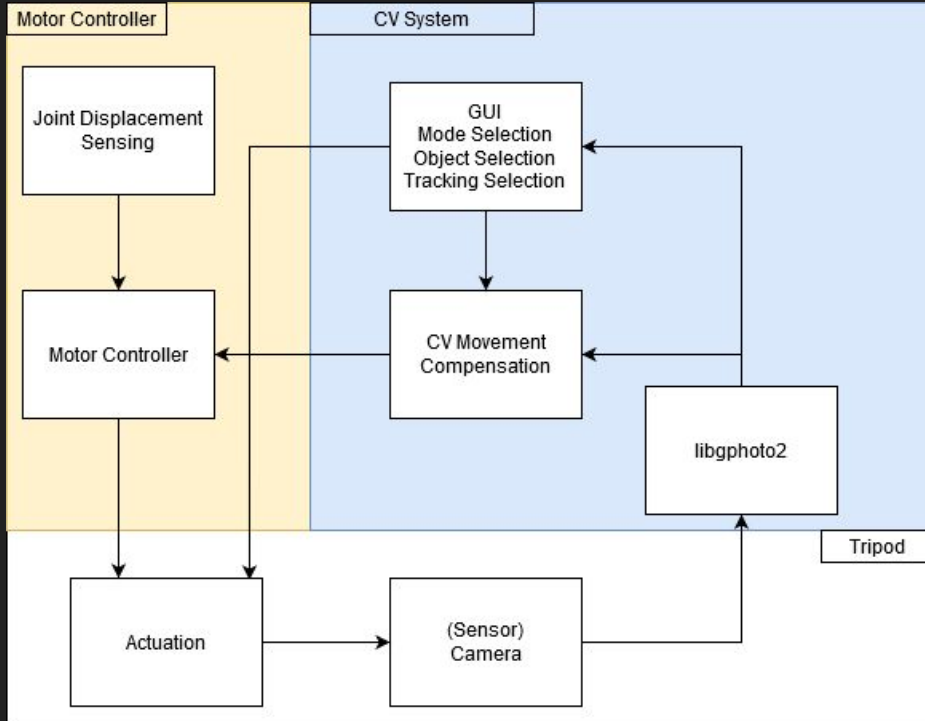 Motor Controller
CV System
Joint Displacement
Sensing
GUI
Mode Selection
Object Selection
Tracking Selection
Motor Controller
CV Movement
Compensation
libgphoto2
Tripod
Actuation
(Sensor)
Camera